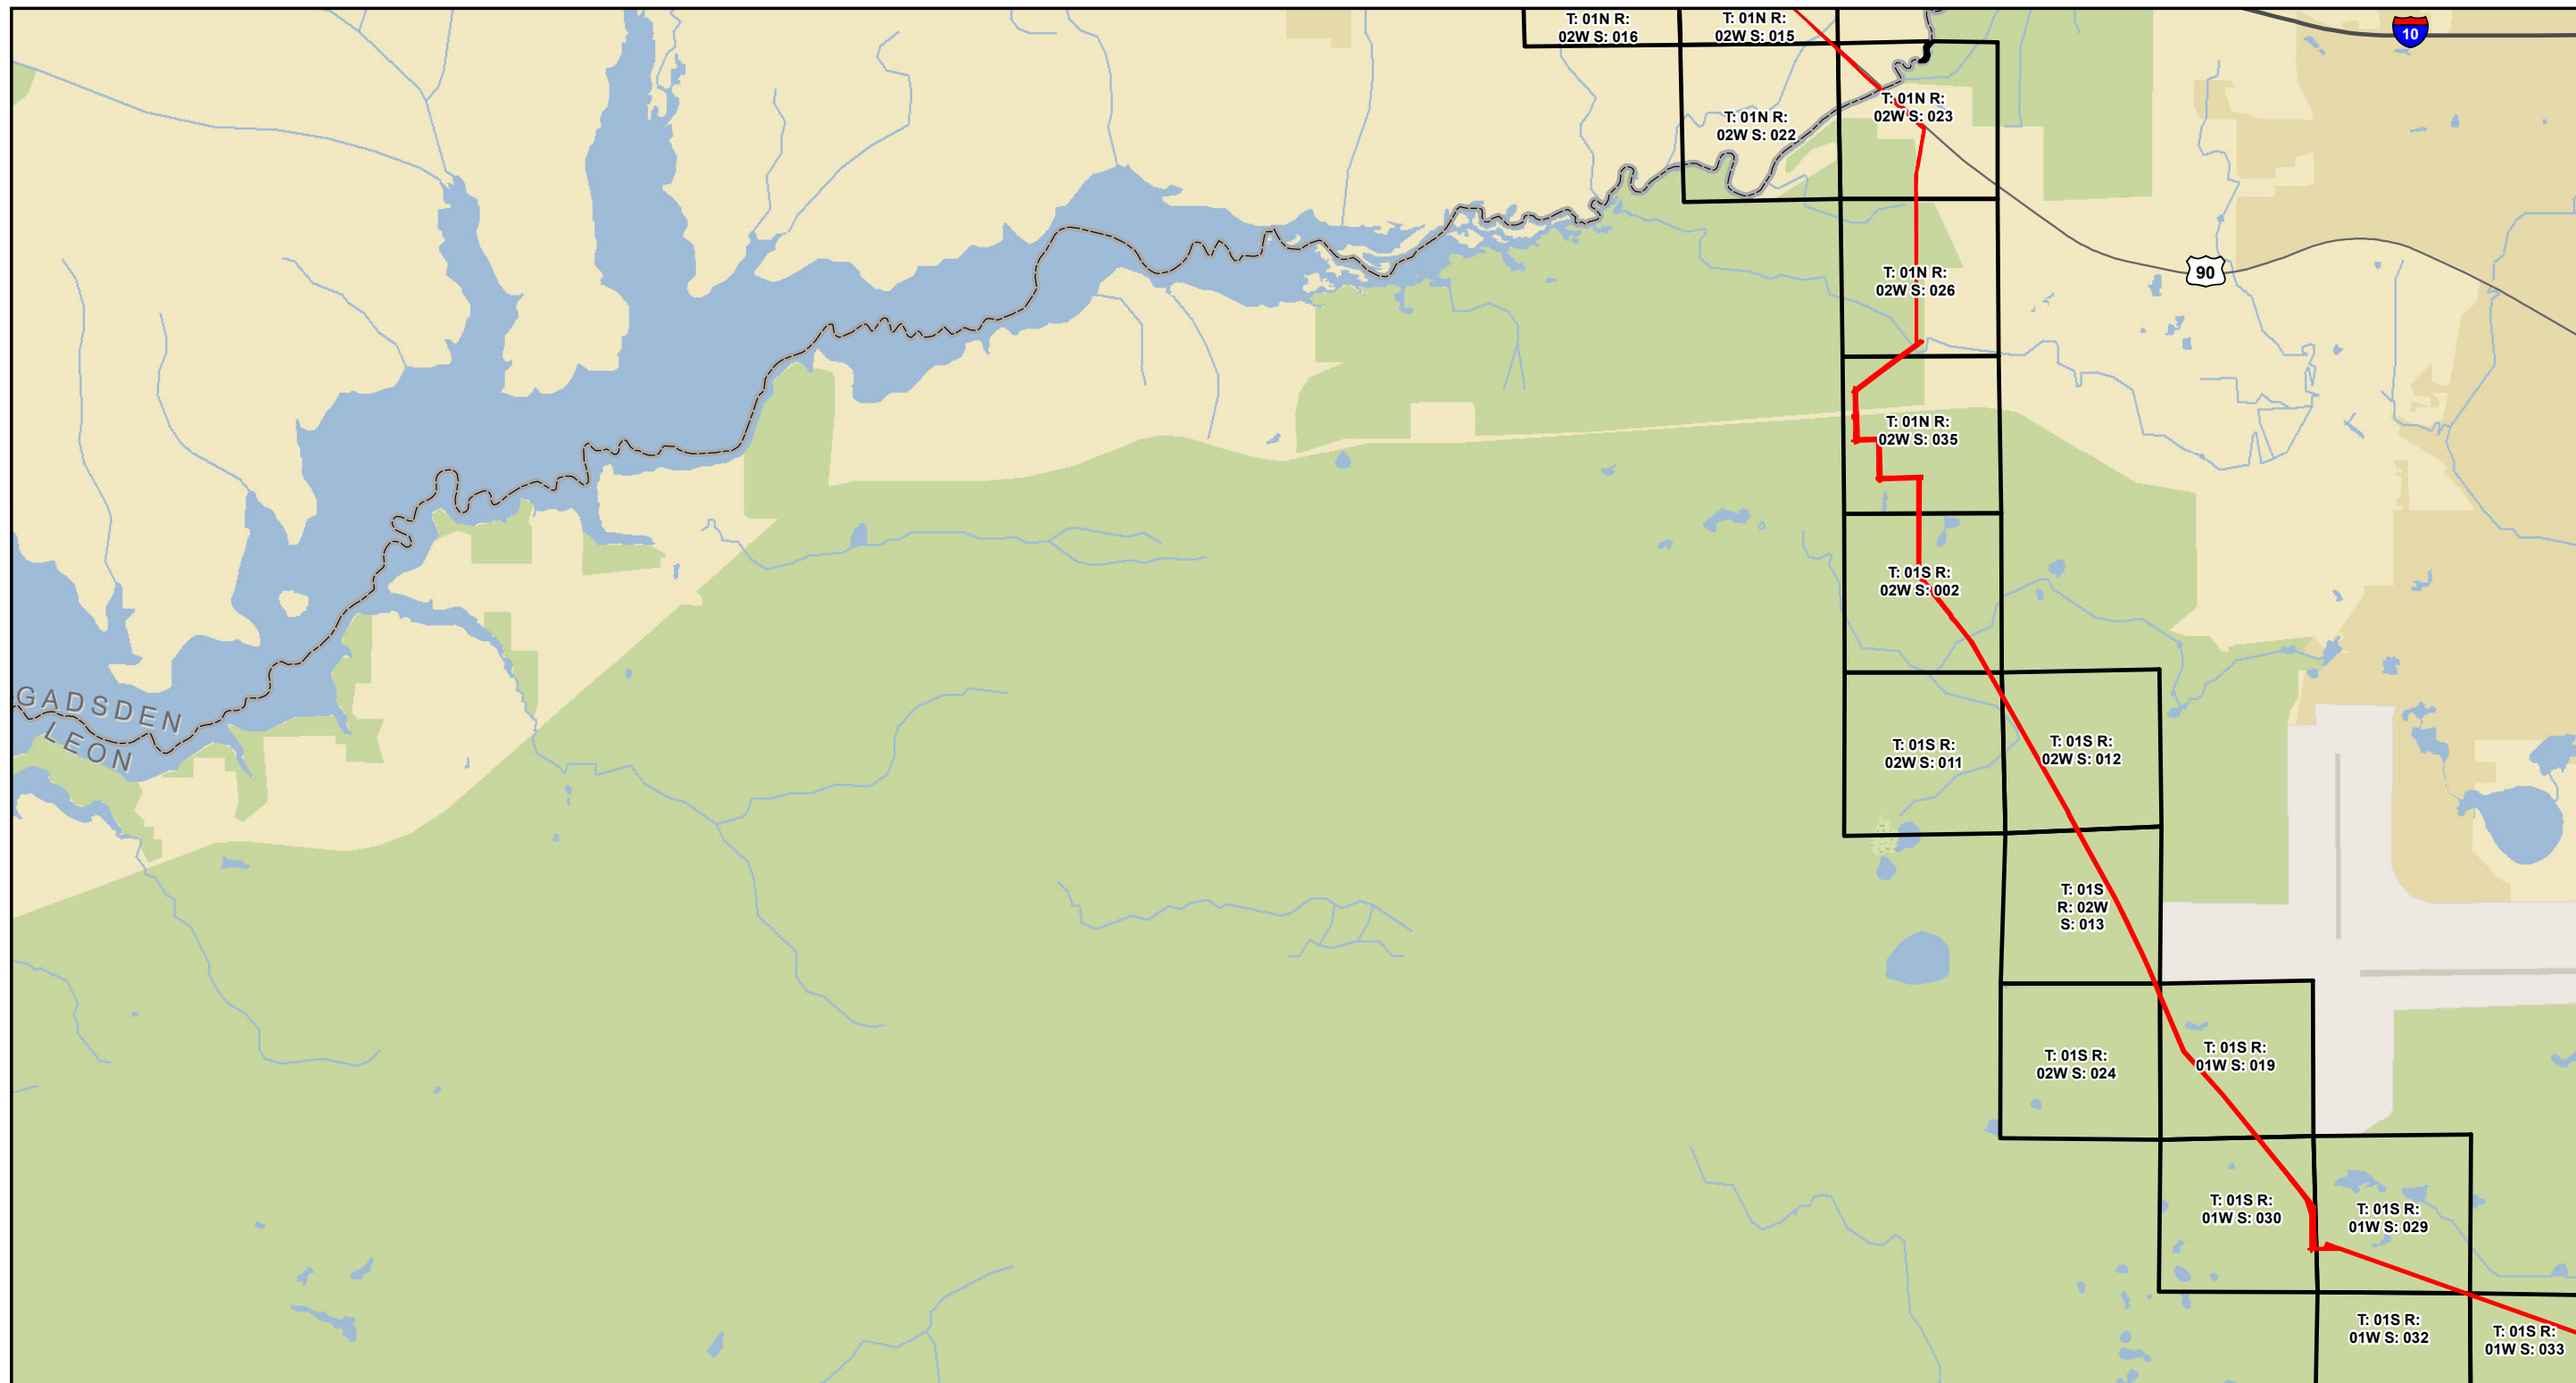 T: 01N R:
02W S: 016
T: 01N R:
02W S: 015
10
T: 01N R:
02W S: 022
T: 01N R:
02W S: 023
T: 01N R:
02W S: 026
90
T: 01N R:
02W S: 035
T: 01S R:
02W S: 002
GADSDEN
LEON
T: 01S R:
02W S: 011
T: 01S R:
02W S: 012
T: 01S
R: 02W
S: 013
T: 01S R:
02W S: 024
T: 01S R:
01W S: 019
T: 01S R:
01W S: 030
T: 01S R:
01W S: 029
T: 01S R:
01W S: 032
T: 01S R:
01W S: 033